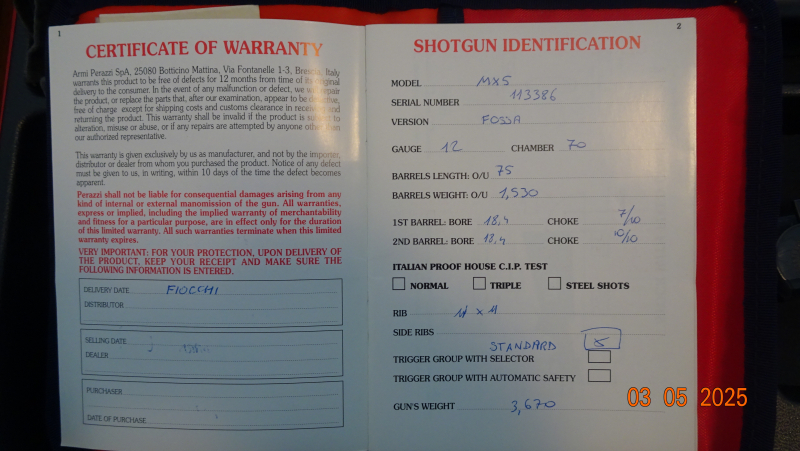 1
CERTIFICATE OF WARRANTY
Armi Perazzi SpA, 25080 Botticino Mattina, Via Fontanelle 1-3, Brescia, Italy
warrants this product to be free of defects for 12 months from time of its original
delivery to the consumer. In the event of any malfunction or defect, we will repair
the product, or replace the parts that, after our examination, appear to be defective,
free of charge except for shipping costs and customs clearance in receiving and
returning the product. This warranty shall be invalid if the product is subject to
alteration, misuse or abuse, or if any repairs are attempted by anyone other than
our authorized representative.
This warranty is given exclusively by us as manufacturer, and not by the importer,
distributor or dealer from whom you purchased the product. Notice of any defect
must be given to us, in writing, within 10 days of the time the defect becomes
apparent.
Perazzi shall not be liable for consequential damages arising from any
kind of internal or external manomission of the gun. All warranties,
express or implied, including the implied warranty of merchantability
and fitness for a particular purpose, are in effect only for the duration
of this limited warranty. All such warranties terminate when this limited
warranty expires.
VERY IMPORTANT: FOR YOUR PROTECTION, UPON DELIVERY OF
THE PRODUCT, KEEP YOUR RECEIPT AND MAKE SURE THE
FOLLOWING INFORMATION IS ENTERED.
DELIVERY DATE FIOCCHI
DISTRIBUTOR
SELLING DATE
DEALER
PURCHASER
DATE OF PURCHASE
2
SHOTGUN IDENTIFICATION
MODEL MX5
SERIAL NUMBER 113386
VERSION FOSSA
GAUGE 12 CHAMBER 70
BARRELS LENGTH: O/U 75
BARRELS WEIGHT: O/U 1,530
1ST BARREL: BORE 18,4 CHOKE 7/10
2ND BARREL: BORE 18,4 CHOKE 10/10
ITALIAN PROOF HOUSE C.I.P. TEST
NORMAL TRIPLE STEEL SHOTS
RIB 11 x 11
SIDE RIBS
STANDARD
TRIGGER GROUP WITH SELECTOR
TRIGGER GROUP WITH AUTOMATIC SAFETY
GUN'S WEIGHT 3,670
03 05 2025